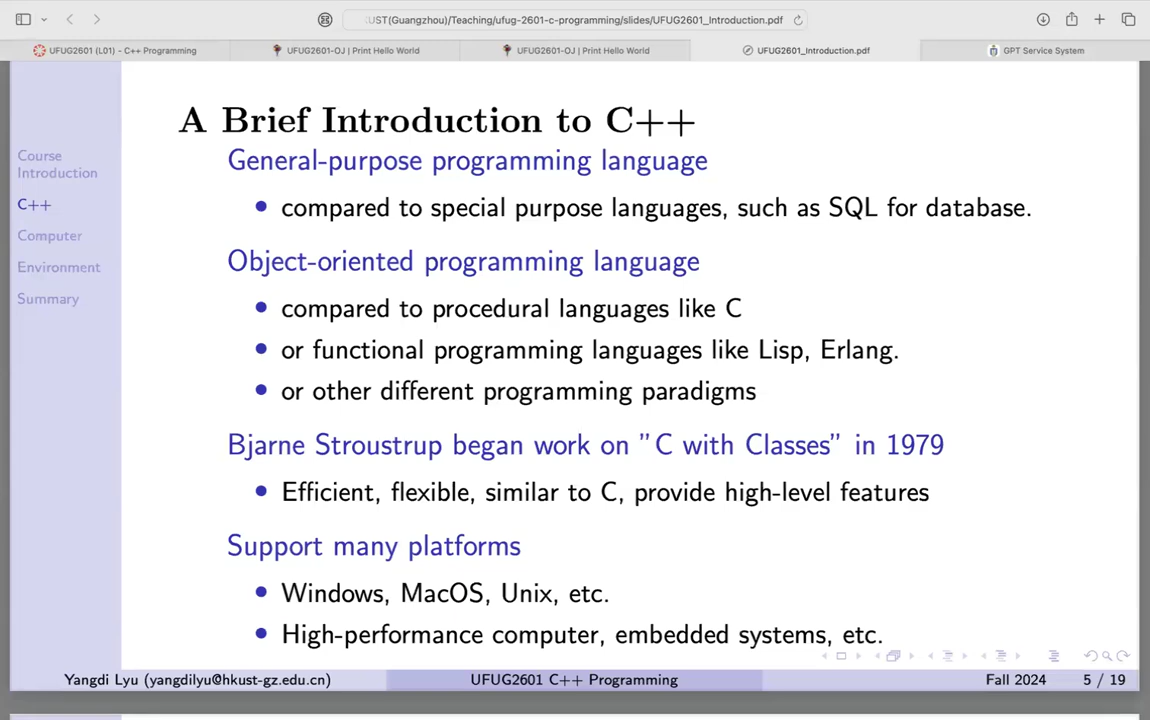 :UST(Guangzhou)/Teaching/ufug-2601-c-programming/slides/UFUG2601_Introduction.pdf
UFUG2601 (L01) - C++ Programming
UFUG2601-OJ | Print Hello World
UFUG2601-OJ | Print Hello World
UFUG2601_Introduction.pdf
GPT Service System
Course
Introduction
C++
Computer
Environment
Summary
A Brief Introduction to C++
General-purpose programming language
• compared to special purpose languages, such as SQL for database.
Object-oriented programming language
• compared to procedural languages like C
• or functional programming languages like Lisp, Erlang.
• or other different programming paradigms
Bjarne Stroustrup began work on ”C with Classes” in 1979
• Efficient, flexible, similar to C, provide high-level features
Support many platforms
• Windows, MacOS, Unix, etc.
• High-performance computer, embedded systems, etc.
Yangdi Lyu (yangdilyu@hkust-gz.edu.cn)
UFUG2601 C++ Programming
Fall 2024
5 / 19